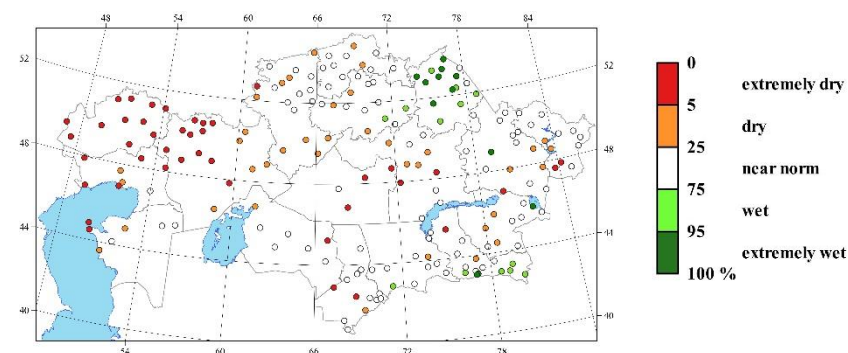 48 54 60 66 72 78 84
52 52
48 48
44 44
40 40
54 60 66 72 78
0
extremely dry
5
dry
25
near norm
75
wet
95
extremely wet
100 %